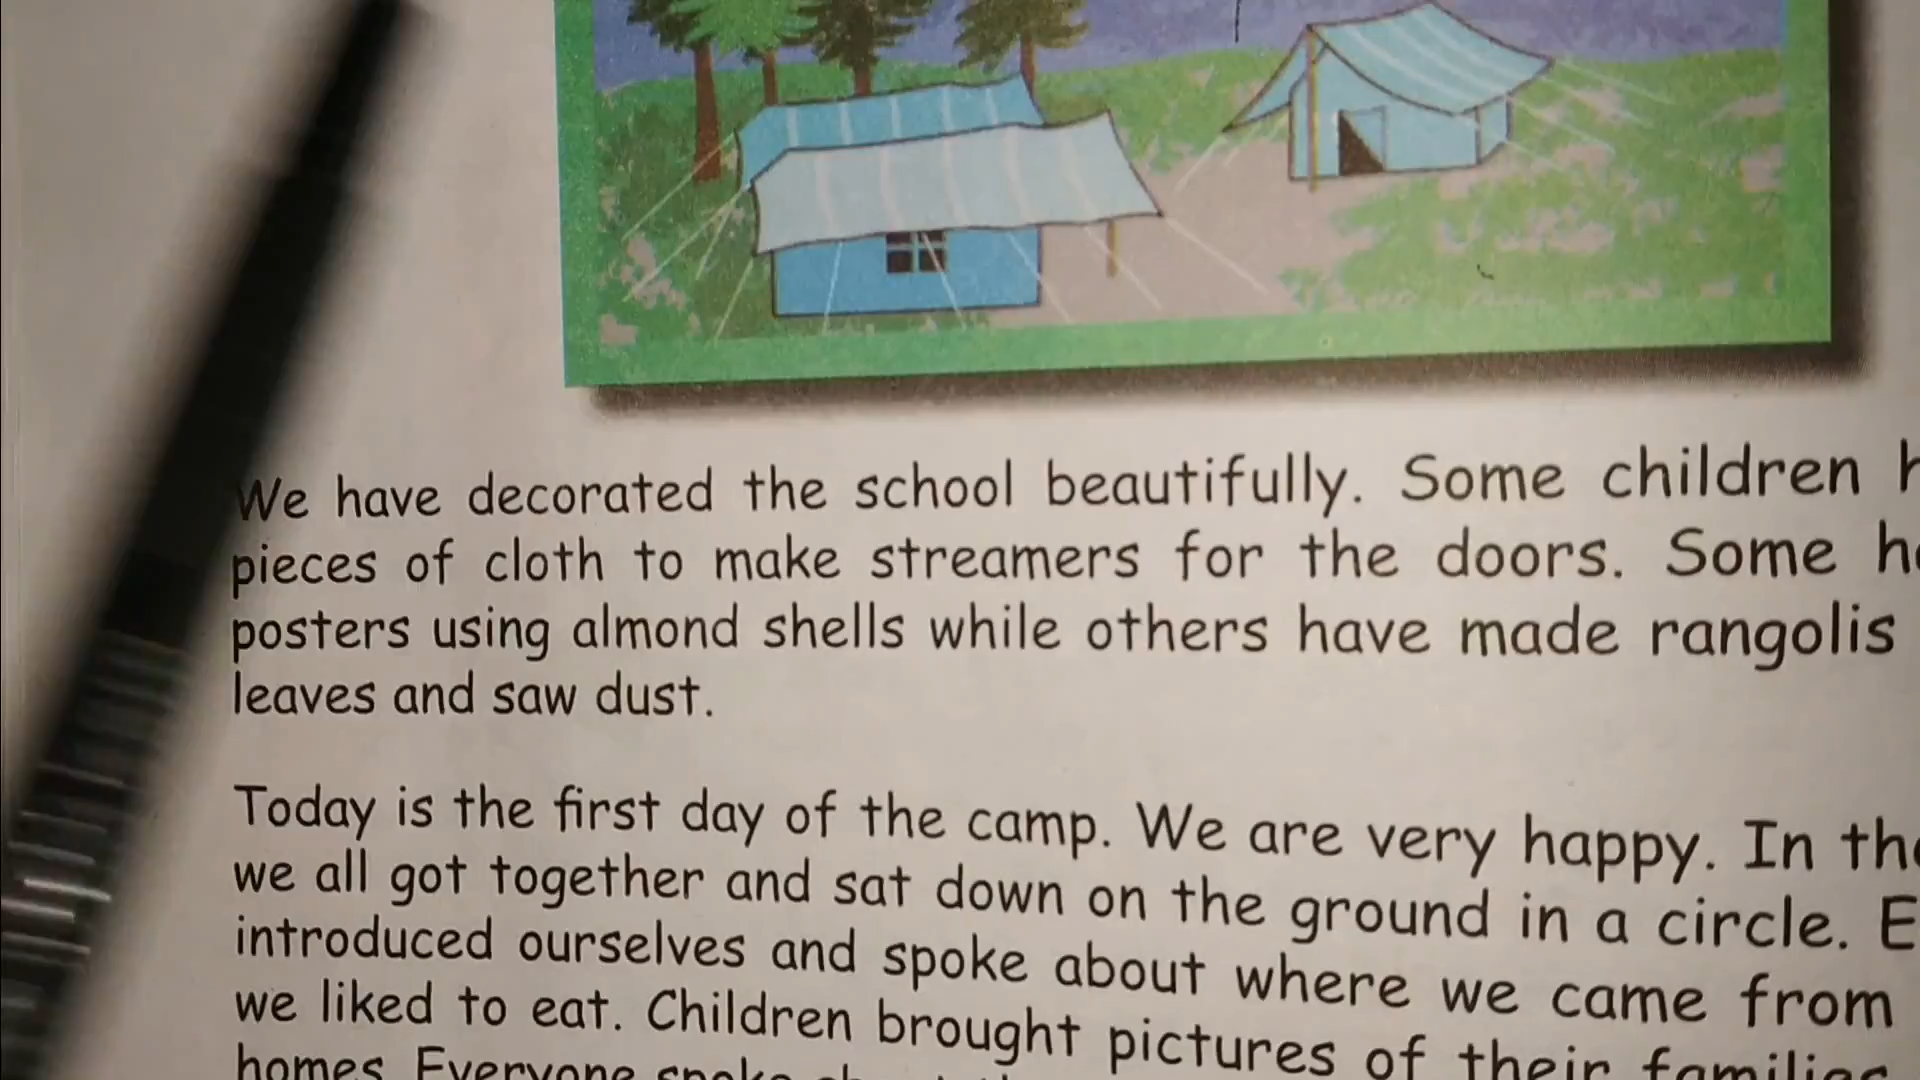 We have decorated the school beautifully. Some children
pieces of cloth to make streamers for the doors. Some
posters using almond shells while others have made rangolis
leaves and saw dust.
Today is the first day of the camp. We are very happy. In
we all got together and sat down on the ground in a circle.
introduced ourselves and spoke about where we came from
we liked to eat. Children brought pictures of their families
homes. Everyone